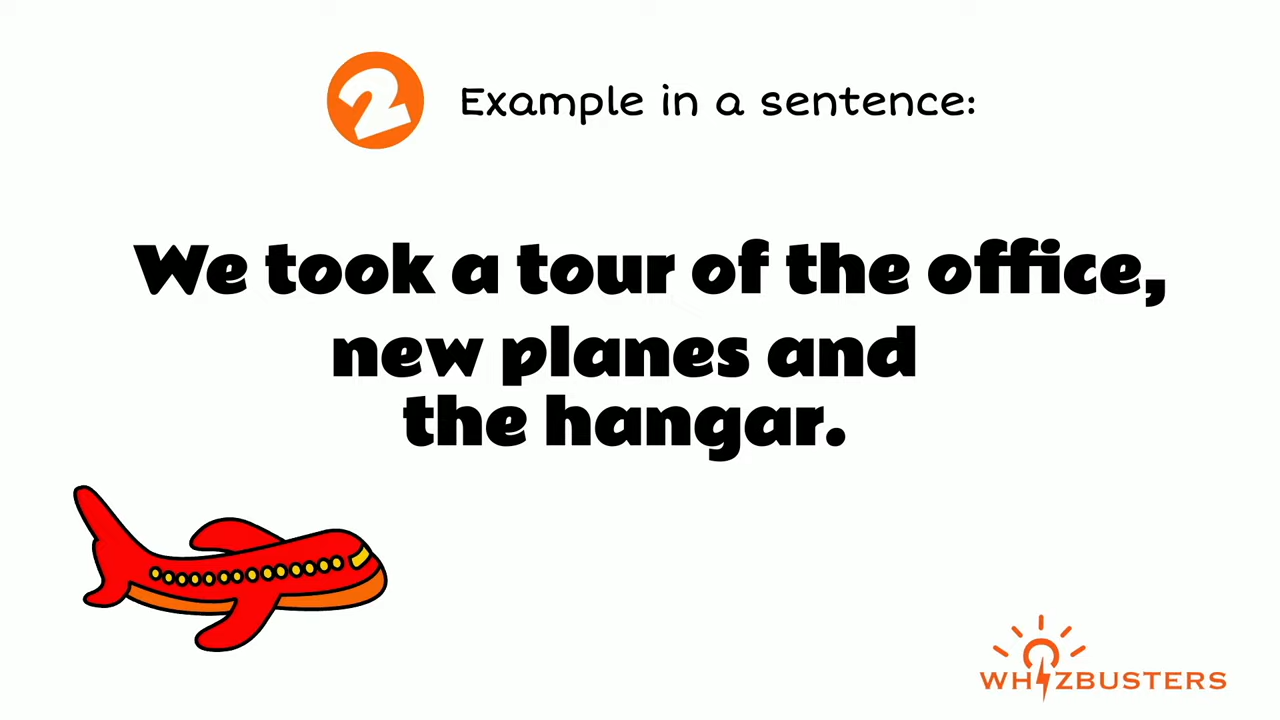 2 Example in a sentence:
We took a tour of the office,
new planes and
the hangar.
WHIZBUSTERS